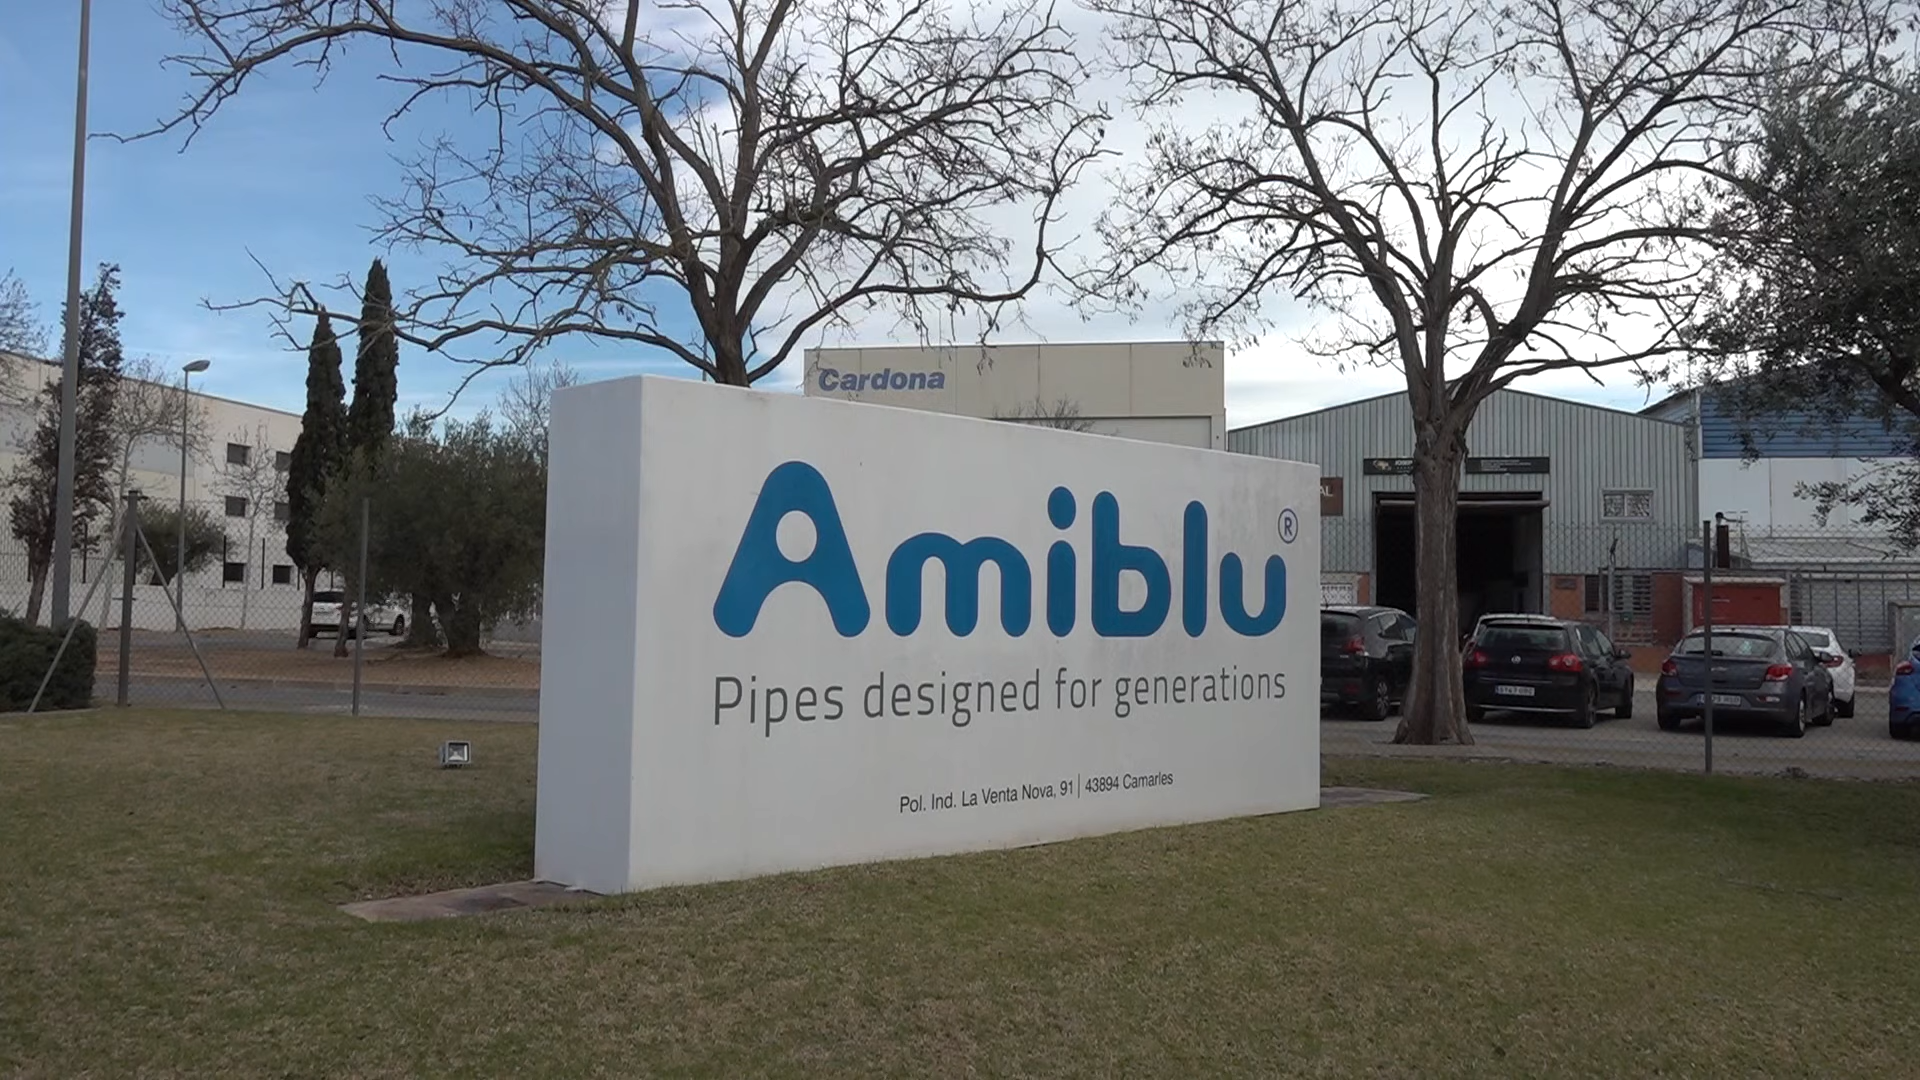 Cardona
Amiblu®
Pipes designed for generations
Pol. Ind. La Venta Nova, 91 | 43894 Camarles